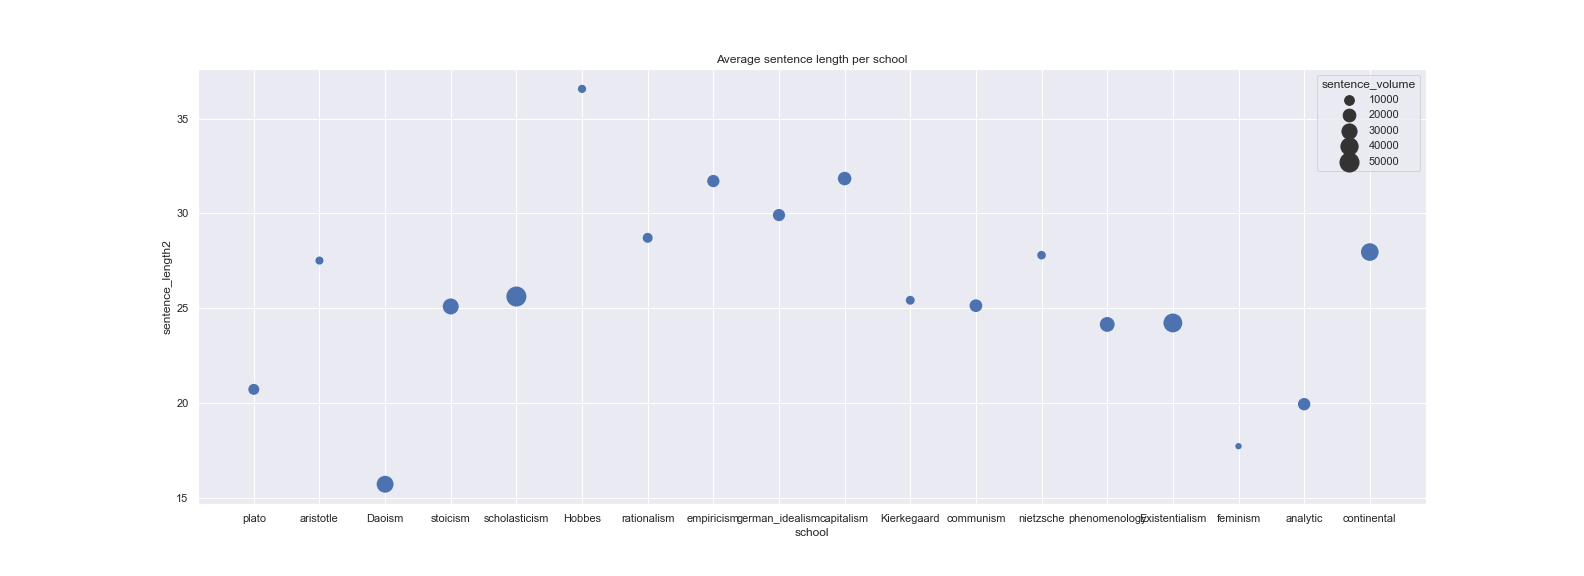 Average sentence length per school
sentence_volume
10000
20000
30000
40000
50000
35
30
25
20
15
sentence_length2
plato aristotle Daoism stoicism scholasticism Hobbes rationalism empiricism german_idealism capitalism Kierkegaard communism nietzsche phenomenology Existentialism feminism analytic continental
school